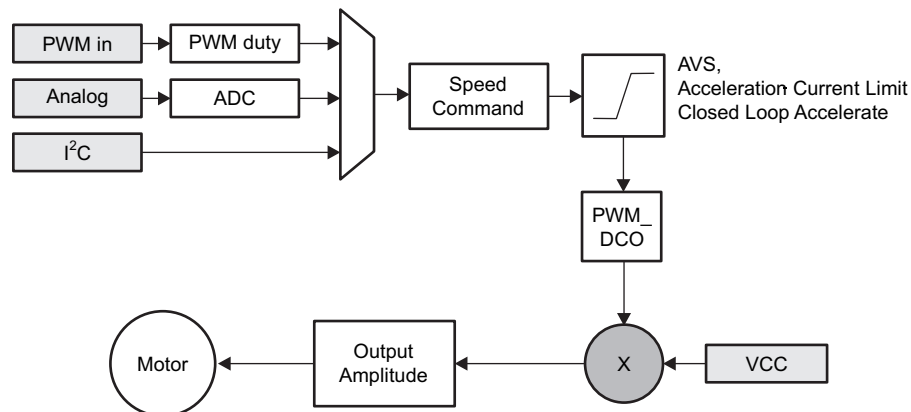 PWM in
PWM duty
Analog
ADC
I²C
Speed
Command
AVS,
Acceleration Current Limit
Closed Loop Accelerate
PWM_
DCO
Motor
Output
Amplitude
X
VCC